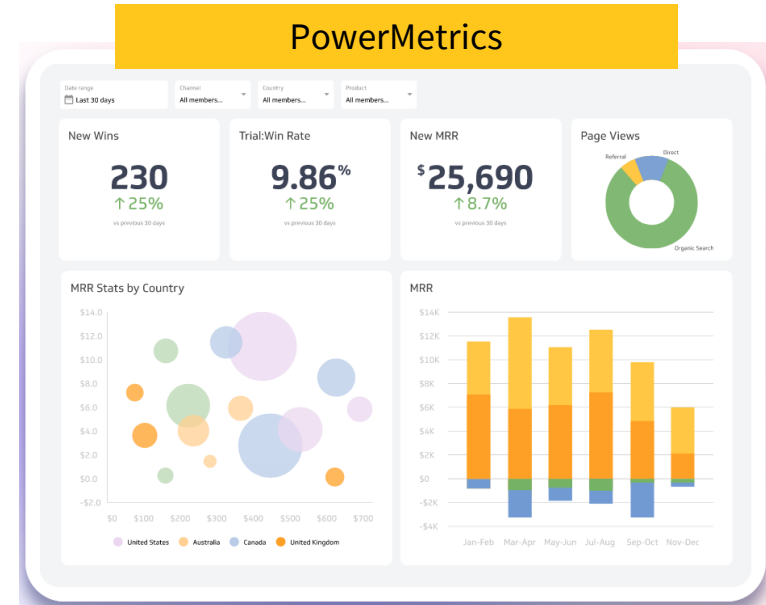 PowerMetrics
Date range
Last 30 days
Channel
All members...
Country
All members...
Product
All members...
New Wins
230
↑25%
vs previous 30 days
Trial:Win Rate
9.86%
↑25%
vs previous 30 days
New MRR
$25,690
↑8.7%
vs previous 30 days
Page Views
Referral
Direct
Organic Search
MRR Stats by Country
$14.0
$12.0
$10.0
$8.0
$6.0
$4.0
$2.0
$0.0
-$2.0
$0 $100 $200 $300 $400 $500 $600 $700
United States Australia Canada United Kingdom
MRR
$14K
$12K
$10K
$8K
$6K
$4K
$2K
$0
-$2K
-$4K
Jan-Feb Mar-Apr May-Jun Jul-Aug Sep-Oct Nov-Dec